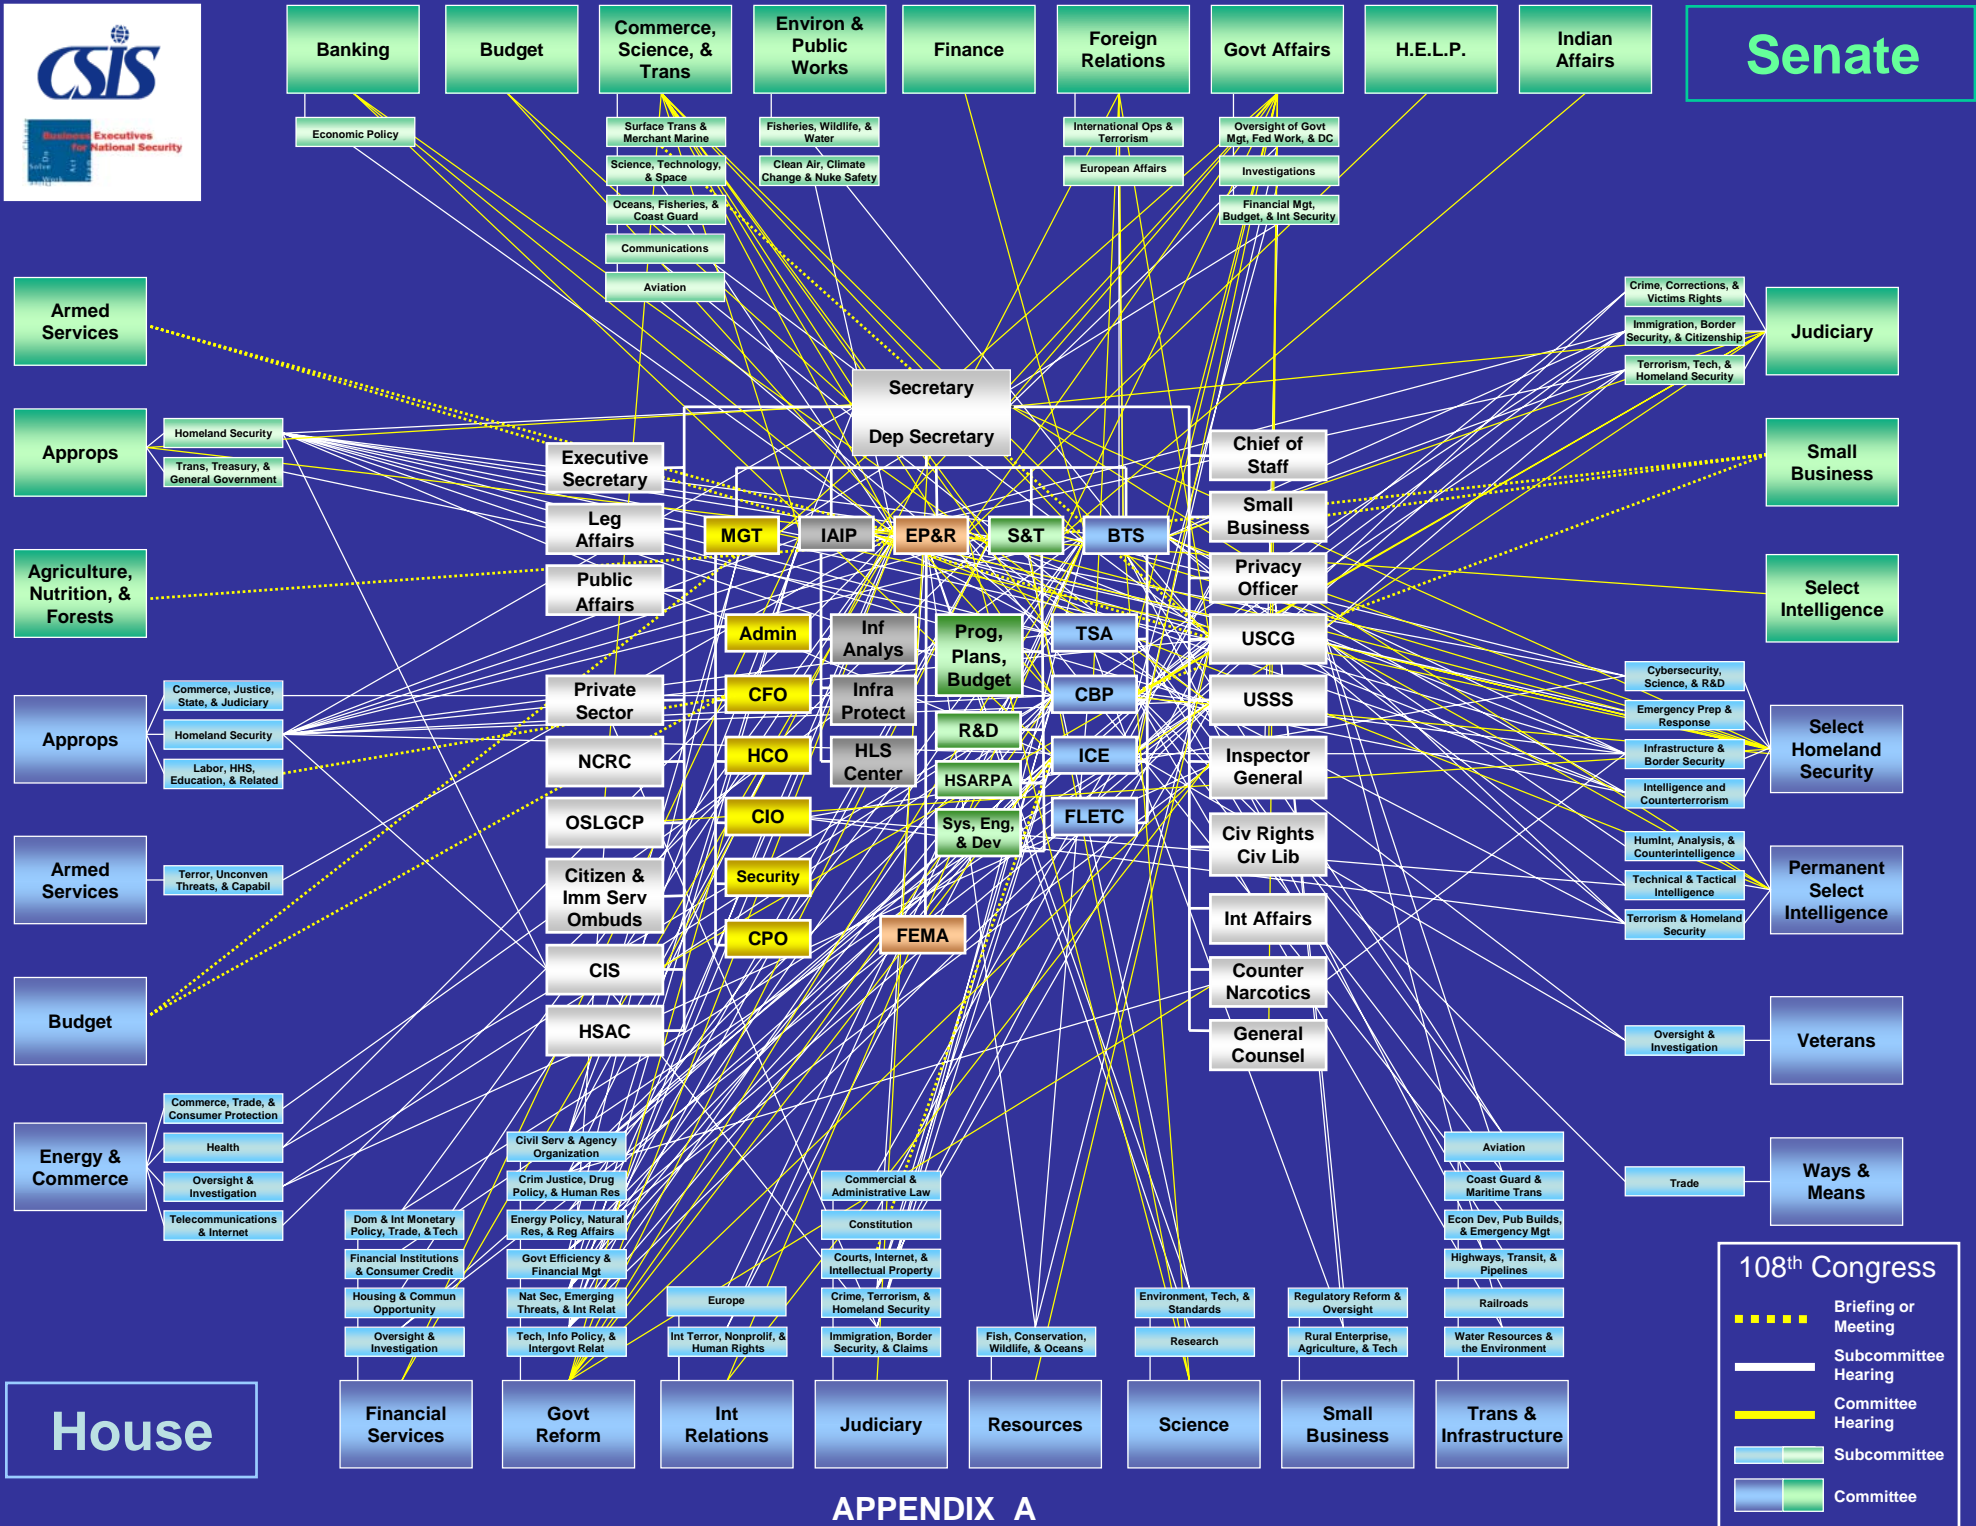 CSIS
Business Executives
for National Security
Banking
Budget
Commerce,
Science, &
Trans
Environ &
Public
Works
Finance
Foreign
Relations
Govt Affairs
H.E.L.P.
Indian
Affairs
Senate
Economic Policy
Surface Trans &
Merchant Marine
Science, Technology,
& Space
Oceans, Fisheries, &
Coast Guard
Communications
Aviation
Fisheries, Wildlife, &
Water
Clean Air, Climate
Change & Nuke Safety
International Ops &
Terrorism
European Affairs
Oversight of Govt
Mgt, Fed Work, & DC
Investigations
Financial Mgt,
Budget, & Int Security
Armed
Services
Approps
Homeland Security
Trans, Treasury, &
General Government
Agriculture,
Nutrition, &
Forests
Approps
Commerce, Justice,
State, & Judiciary
Homeland Security
Labor, HHS,
Education, & Related
Armed
Services
Terror, Unconven
Threats, & Capabil
Budget
Energy &
Commerce
Commerce, Trade, &
Consumer Protection
Health
Oversight &
Investigation
Telecommunications
& Internet
Secretary
Dep Secretary
Executive
Secretary
Leg
Affairs
Public
Affairs
Private
Sector
NCRC
OSLGCP
Citizen &
Imm Serv
Ombuds
CIS
HSAC
MGT
IAIP
EP&R
S&T
BTS
Admin
CFO
HCO
CIO
Security
CPO
Inf
Analys
Infra
Protect
HLS
Center
Prog,
Plans,
Budget
R&D
HSARPA
Sys, Eng,
& Dev
FEMA
TSA
CBP
ICE
FLETC
Chief of
Staff
Small
Business
Privacy
Officer
USCG
USSS
Inspector
General
Civ Rights
Civ Lib
Int Affairs
Counter
Narcotics
General
Counsel
Crime, Corrections, &
Victims Rights
Immigration, Border
Security, & Citizenship
Terrorism, Tech, &
Homeland Security
Judiciary
Small
Business
Select
Intelligence
Cybersecurity,
Science, & R&D
Emergency Prep &
Response
Infrastructure &
Border Security
Intelligence and
Counterterrorism
Select
Homeland
Security
HumInt, Analysis, &
Counterintelligence
Technical & Tactical
Intelligence
Terrorism & Homeland
Security
Permanent
Select
Intelligence
Oversight &
Investigation
Veterans
Trade
Ways &
Means
Dom & Int Monetary
Policy, Trade, &Tech
Financial Institutions
& Consumer Credit
Housing & Commun
Opportunity
Oversight &
Investigation
Civil Serv & Agency
Organization
Crim Justice, Drug
Policy, & Human Res
Energy Policy, Natural
Res, & Reg Affairs
Govt Efficiency &
Financial Mgt
Nat Sec, Emerging
Threats, & Int Relat
Tech, Info Policy, &
Intergovt Relat
Europe
Int Terror, Nonprolif, &
Human Rights
Commercial &
Administrative Law
Constitution
Courts, Internet, &
Intellectual Property
Crime, Terrorism, &
Homeland Security
Immigration, Border
Security, & Claims
Fish, Conservation,
Wildlife, & Oceans
Environment, Tech, &
Standards
Research
Regulatory Reform &
Oversight
Rural Enterprise,
Agriculture, & Tech
Aviation
Coast Guard &
Maritime Trans
Econ Dev, Pub Builds,
& Emergency Mgt
Highways, Transit, &
Pipelines
Railroads
Water Resources &
the Environment
House
Financial
Services
Govt
Reform
Int
Relations
Judiciary
Resources
Science
Small
Business
Trans &
Infrastructure
108th Congress
Briefing or
Meeting
Subcommittee
Hearing
Committee
Hearing
Subcommittee
Committee
APPENDIX A